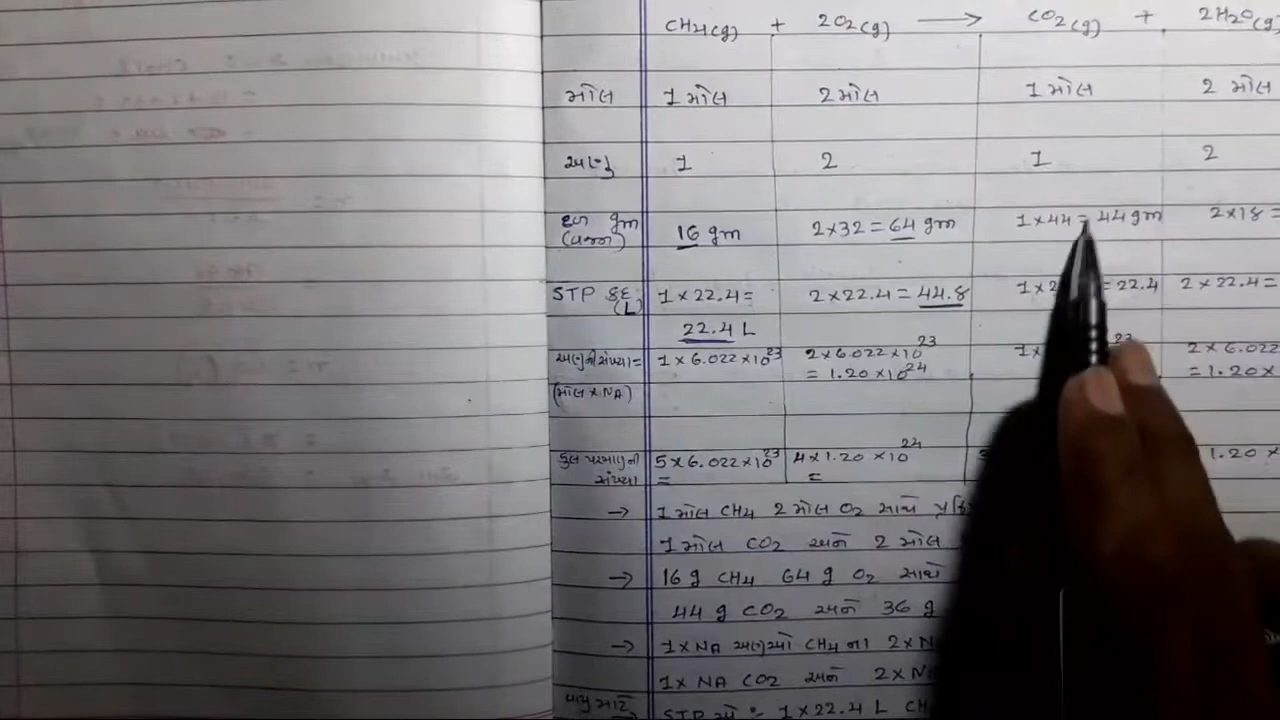 CH4(g) + 2O2(g) ⟶ CO2(g) + 2H2O(g)
મોલ 1 મોલ 2 મોલ 1 મોલ 2 મોલ
અણુ 1 2 1 2
દળ gm (વજન) 16 gm 2×32 = 64 gm 1×44 = 44 gm 2×18 =
STP કદ (L) 1×22.4 = 2×22.4 = 44.8 = 22.4 2×22.4 =
22.4 L
અણુની સંખ્યા = 1×6.022×10^23 2×6.022×10^23 2×6.022
= 1.20×10^24 = 1.20×
(મોલ × NA)
કુલ પરમાણુની 5×6.022×10^23 4×1.20×10^24 1.20×
સંખ્યા = =
→ 1 મોલ CH4 2 મોલ O2 સાથે
1 મોલ CO2 અને 2 મોલ
→ 16 g CH4 64 g O2 સાથે
44 g CO2 અને 36 g
→ 1×NA અણુઓ CH4 ના 2×N
1×NA CO2 અને 2×N
વાયુ માટે STP એ : 1×22.4 L CH